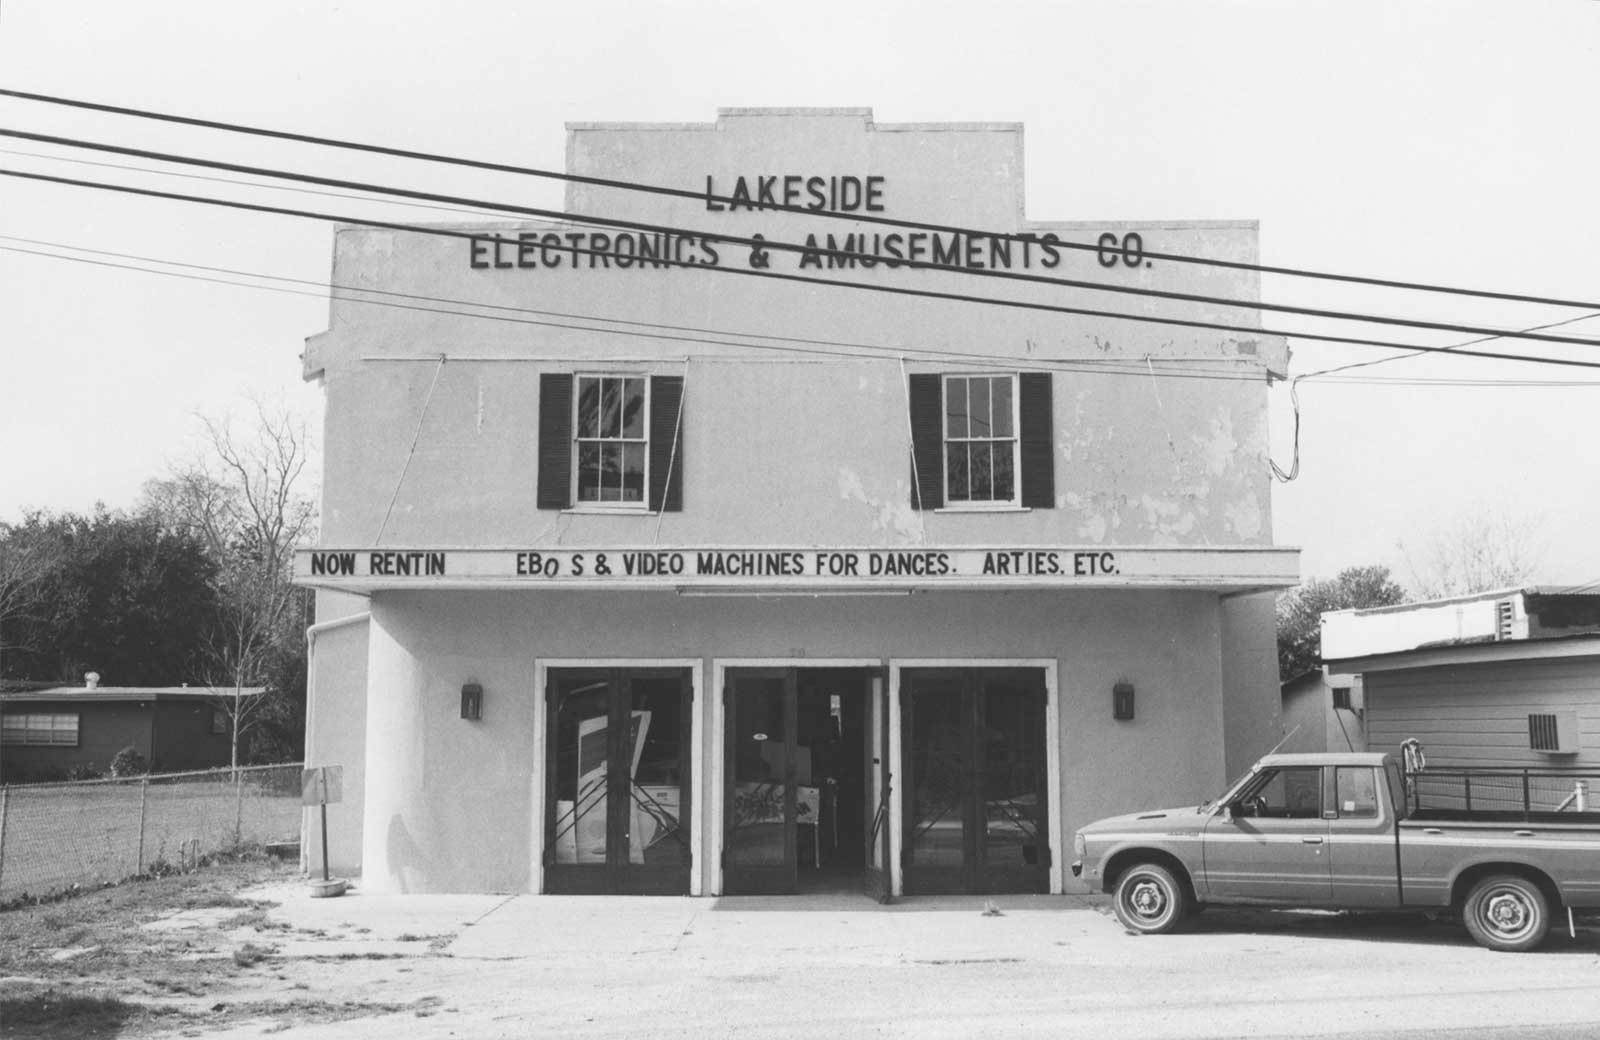 LAKESIDE
ELECTRONICS & AMUSEMENTS CO.
NOW RENTIN EBO S & VIDEO MACHINES FOR DANCES. ARTIES. ETC.